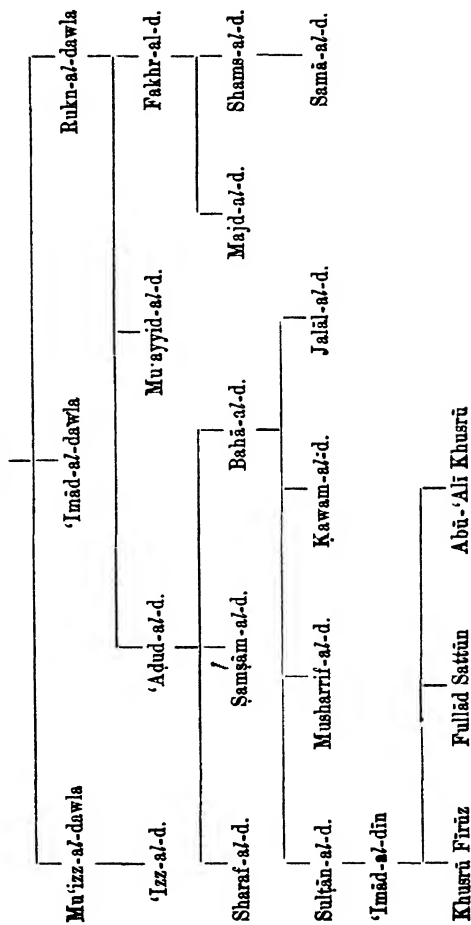 Mu‘izz-al-dawla ‘Imād-al-dawla Rukn-al-dawla
‘Izz-al-d. ‘Aḍud-al-d. Mu’ayyid-al-d. Fakhr-al-d.
Sharaf-al-d. Ṣamṣām-al-d. Bahā-al-d. Majd-al-d. Shams-al-d.
Sulṭān-al-d. Musharrif-al-d. Ḳawam-al-d. Jalāl-al-d. Samā-al-d.
‘Imād-al-dīn
Khusrū Firūz Fullād Sattūn Abū-‘Alī Khusrū